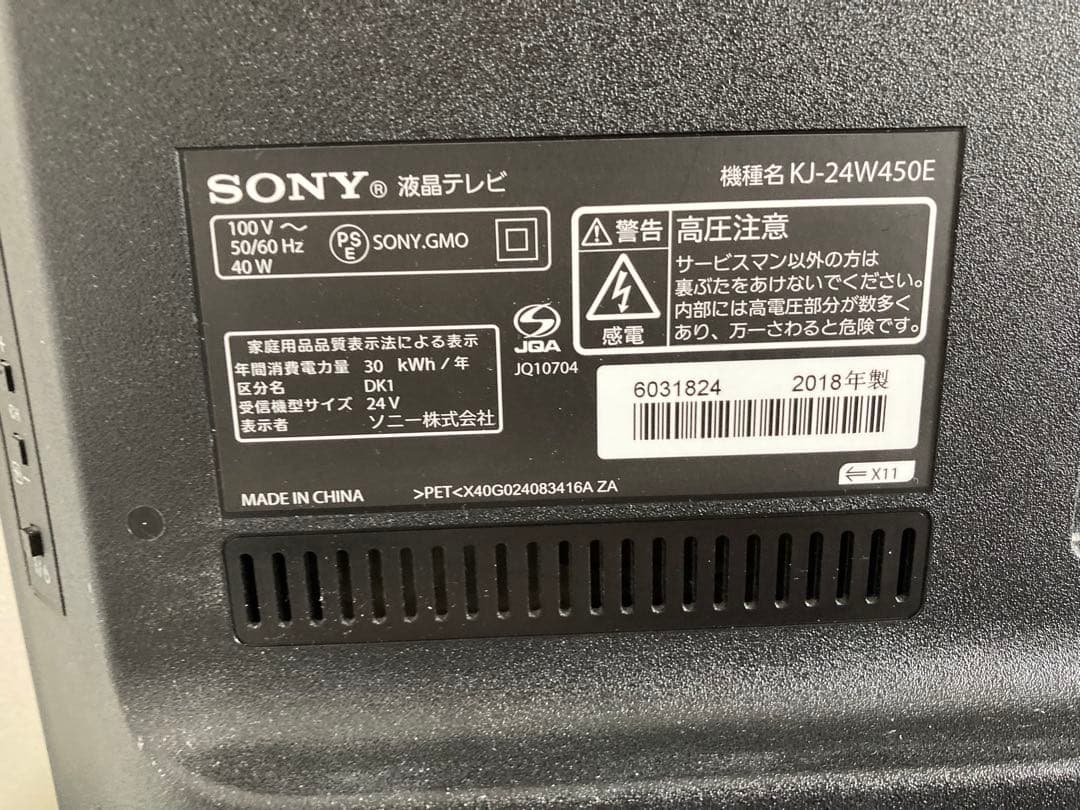 SONY® 液晶テレビ
機種名 KJ-24W450E
100 V ～
50/60 Hz
40 W
PS
E
SONY.GMO
警告
感電
高圧注意
サービスマン以外の方は
裏ぶたをあけないでください。
内部には高電圧部分が数多く
あり、万一さわると危険です。
JQA
JQ10704
家庭用品品質表示法による表示
年間消費電力量 30 kWh / 年
区分名 DK1
受信機型サイズ 24 V
表示者 ソニー株式会社
6031824 2018年製
X11
MADE IN CHINA
>PET<X40G024083416A ZA